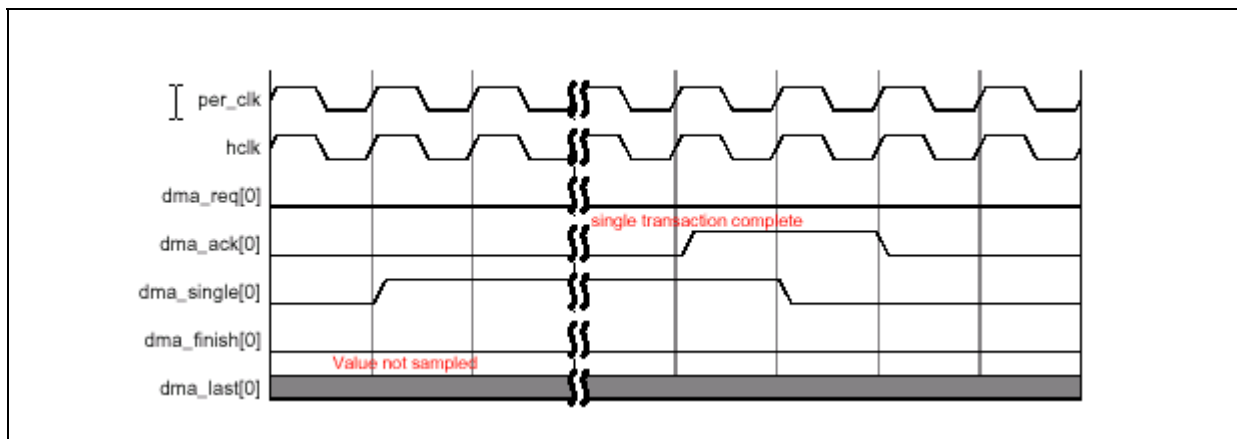 per_clk
hclk
dma_req[0]
single transaction complete
dma_ack[0]
dma_single[0]
dma_finish[0]
Value not sampled
dma_last[0]